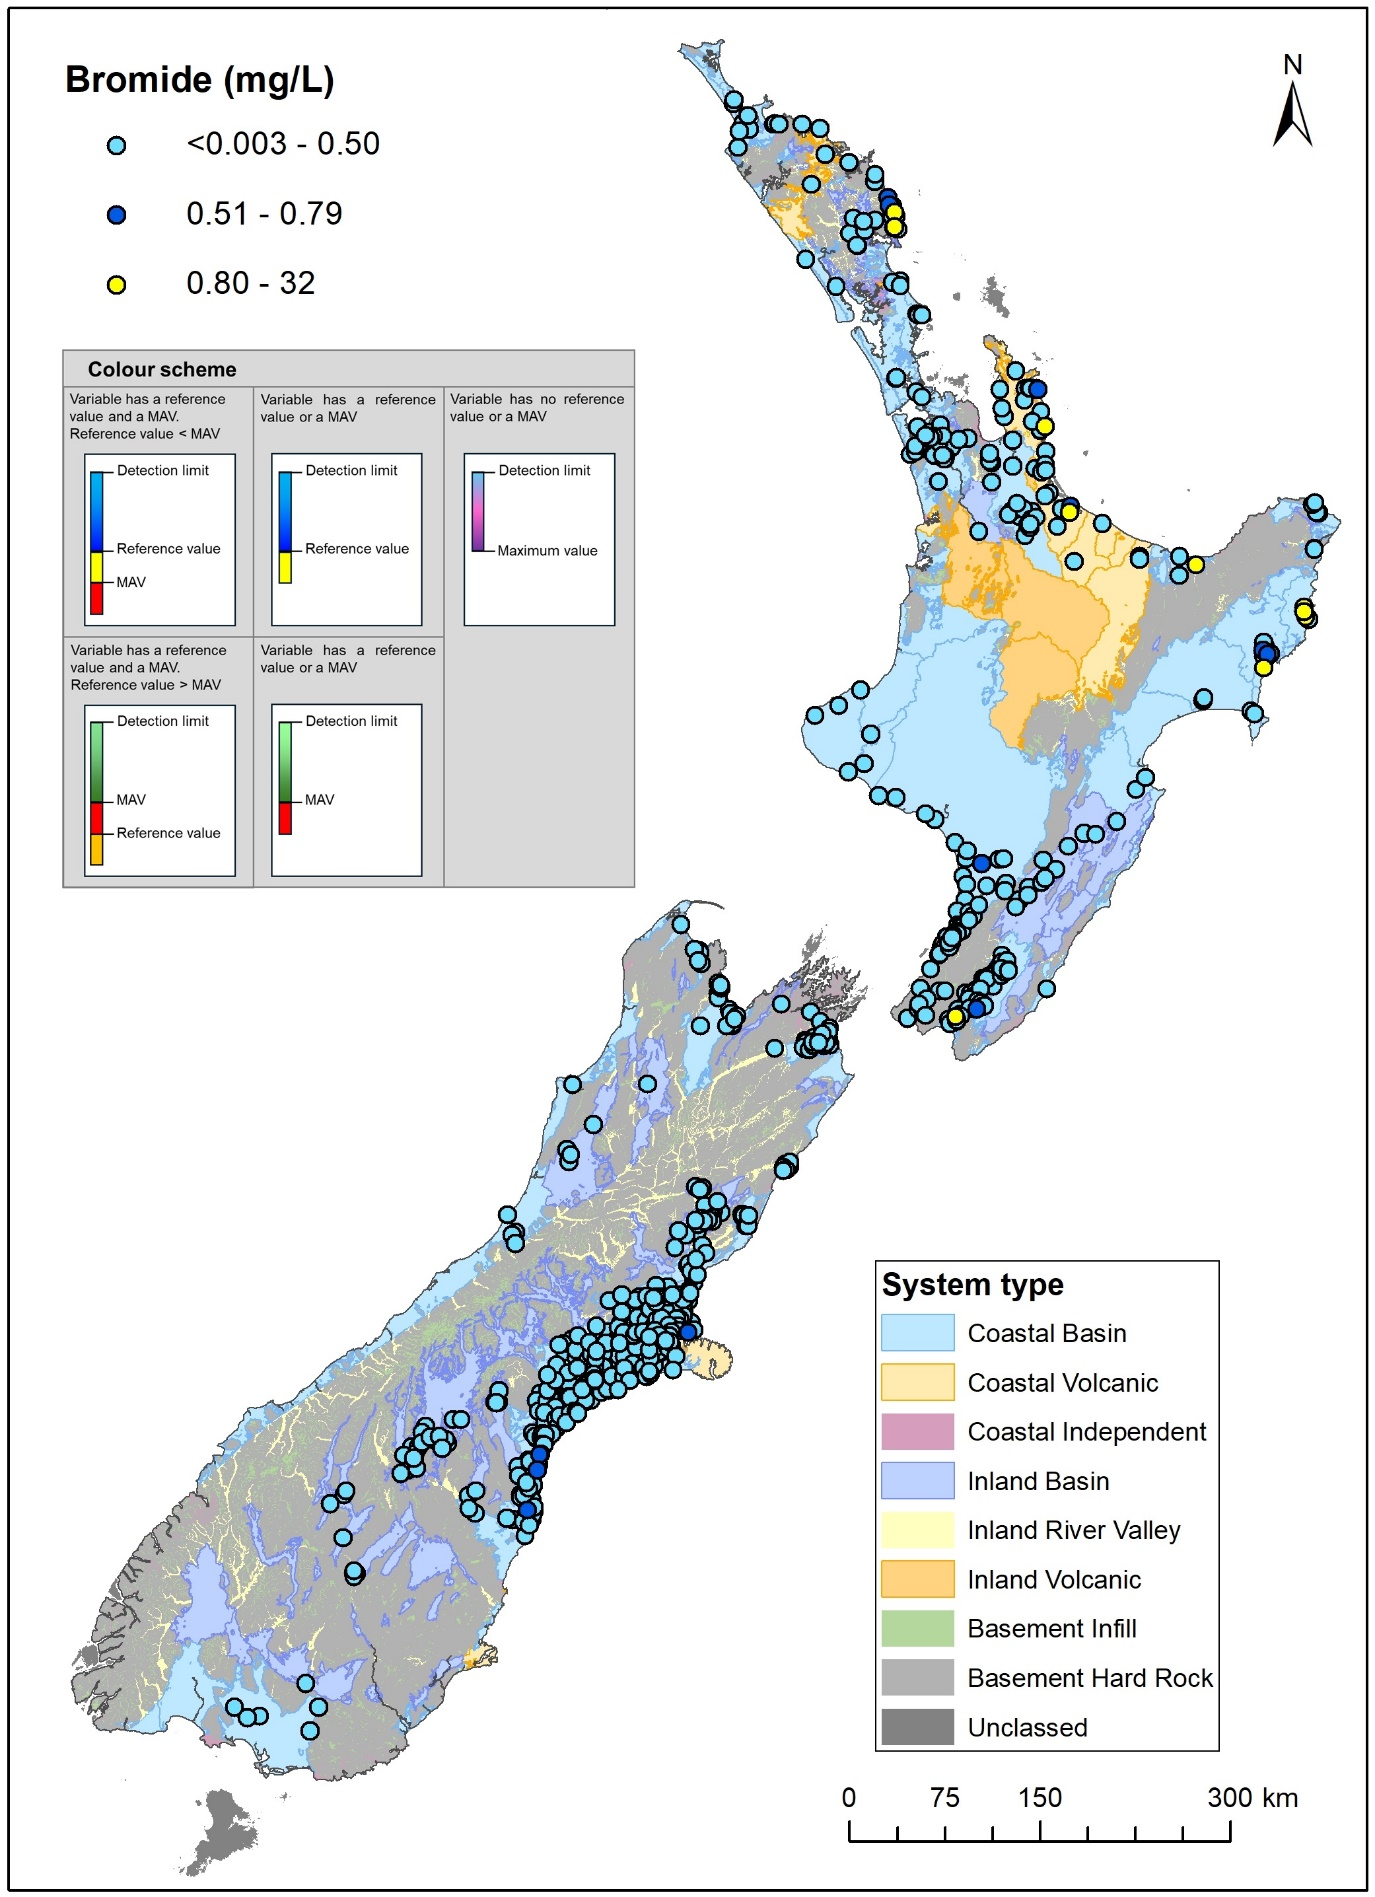 Bromide (mg/L)
<0.003 - 0.50
0.51 - 0.79
0.80 - 32
N
Colour scheme
Variable has a reference
value and a MAV.
Reference value < MAV
Detection limit
Reference value
MAV
Variable has a reference
value or a MAV
Detection limit
Reference value
Variable has no reference
value or a MAV
Detection limit
Maximum value
Variable has a reference
value and a MAV.
Reference value > MAV
Detection limit
MAV
Reference value
Variable has a reference
value or a MAV
Detection limit
MAV
System type
Coastal Basin
Coastal Volcanic
Coastal Independent
Inland Basin
Inland River Valley
Inland Volcanic
Basement Infill
Basement Hard Rock
Unclassed
0 75 150 300 km